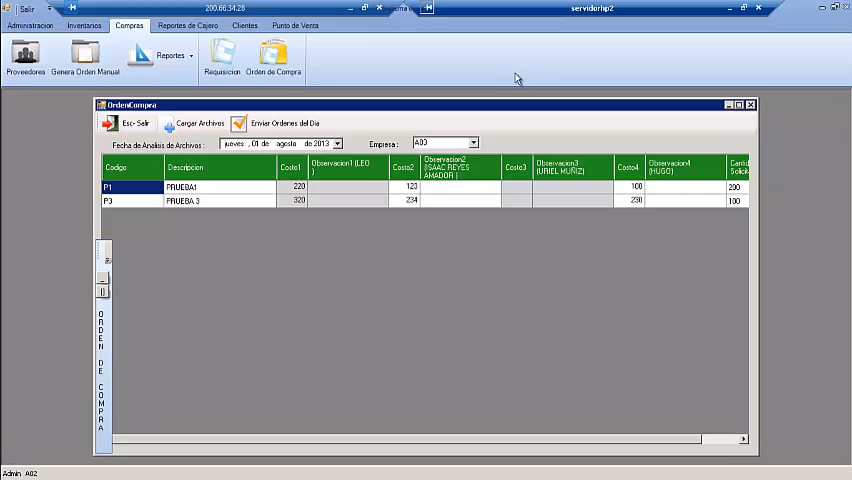 Salir 200.66.34.28 servidorhp2
Administracion Inventarios Compras Reportes de Cajero Clientes Punto de Venta
Proveedores Genera Orden Manual Reportes Requisicion Orden de Compra
OrdenCompra
Esc- Salir Cargar Archivos Enviar Ordenes del Dia
Fecha de Analisis de Archivos : jueves , 01 de agosto de 2013 Empresa : A03
Codigo Descripcion Costo1 Observacion1 (LEO ) Costo2 Observacion2 (ISAAC REYES AMADOR ) Costo3 Observacion3 (URIEL MUÑIZ) Costo4 Observacion4 (HUGO) Cantid Solicita
P1 PRUEBA1 220 123 100 200
P3 PRUEBA 3 320 234 230 100
ORDEN DE COMPRA
Admin A02